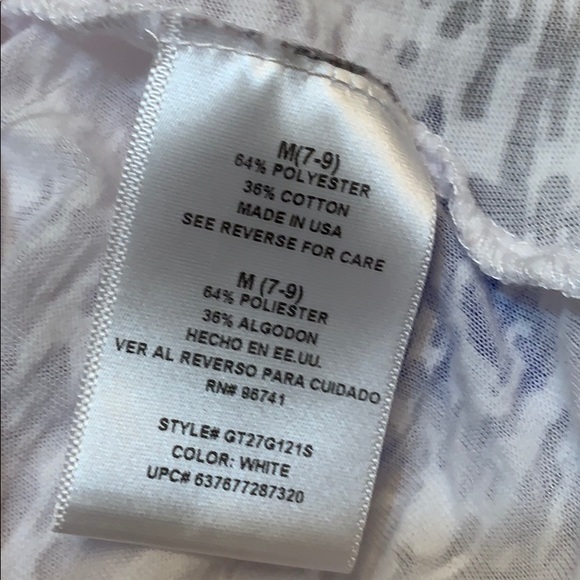 M(7-9)
64% POLYESTER
36% COTTON
MADE IN USA
SEE REVERSE FOR CARE
M (7-9)
64% POLIESTER
36% ALGODON
HECHO EN EE.UU.
VER AL REVERSO PARA CUIDADO
RN# 96741
STYLE# GT27G121S
COLOR: WHITE
UPC# 637677287320